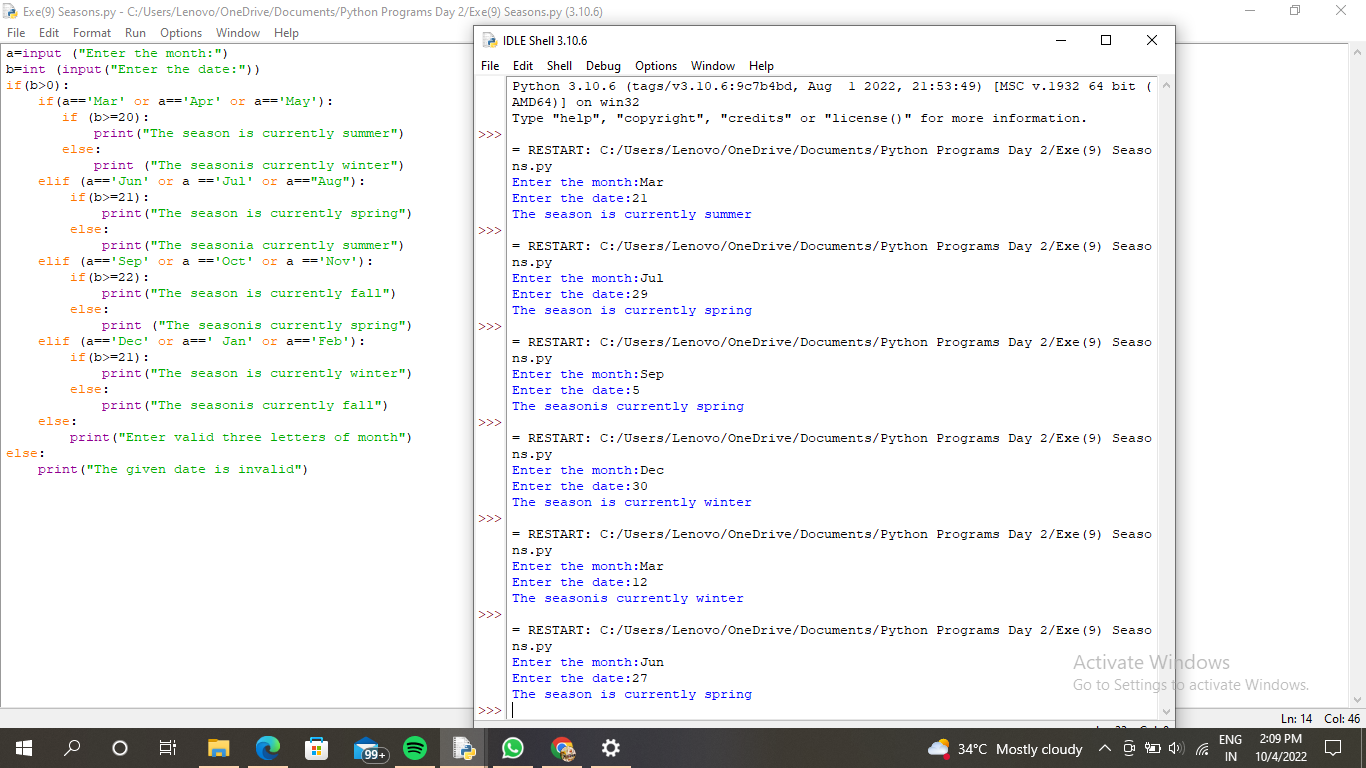 Exe(9) Seasons.py - C:/Users/Lenovo/OneDrive/Documents/Python Programs Day 2/Exe(9) Seasons.py (3.10.6)
File Edit Format Run Options Window Help
a=input ("Enter the month:")
b=int (input("Enter the date:"))
if(b>0):
    if(a=='Mar' or a=='Apr' or a=='May'):
       if (b>=20):
           print("The season is currently summer")
       else:
           print ("The seasonis currently winter")
    elif (a=='Jun' or a =='Jul' or a=="Aug"):
        if(b>=21):
            print("The season is currently spring")
        else:
            print("The seasonia currently summer")
    elif (a=='Sep' or a =='Oct' or a =='Nov'):
        if(b>=22):
            print("The season is currently fall")
        else:
            print ("The seasonis currently spring")
    elif (a=='Dec' or a==' Jan' or a=='Feb'):
        if(b>=21):
            print("The season is currently winter")
        else:
            print("The seasonis currently fall")
    else:
        print("Enter valid three letters of month")
else:
    print("The given date is invalid")
IDLE Shell 3.10.6
File Edit Shell Debug Options Window Help
Python 3.10.6 (tags/v3.10.6:9c7b4bd, Aug  1 2022, 21:53:49) [MSC v.1932 64 bit (
AMD64)] on win32
Type "help", "copyright", "credits" or "license()" for more information.
>>>
= RESTART: C:/Users/Lenovo/OneDrive/Documents/Python Programs Day 2/Exe(9) Seaso
ns.py
Enter the month:Mar
Enter the date:21
The season is currently summer
>>>
= RESTART: C:/Users/Lenovo/OneDrive/Documents/Python Programs Day 2/Exe(9) Seaso
ns.py
Enter the month:Jul
Enter the date:29
The season is currently spring
>>>
= RESTART: C:/Users/Lenovo/OneDrive/Documents/Python Programs Day 2/Exe(9) Seaso
ns.py
Enter the month:Sep
Enter the date:5
The seasonis currently spring
>>>
= RESTART: C:/Users/Lenovo/OneDrive/Documents/Python Programs Day 2/Exe(9) Seaso
ns.py
Enter the month:Dec
Enter the date:30
The season is currently winter
>>>
= RESTART: C:/Users/Lenovo/OneDrive/Documents/Python Programs Day 2/Exe(9) Seaso
ns.py
Enter the month:Mar
Enter the date:12
The seasonis currently winter
>>>
= RESTART: C:/Users/Lenovo/OneDrive/Documents/Python Programs Day 2/Exe(9) Seaso
ns.py
Enter the month:Jun
Enter the date:27
The season is currently spring
>>>
Activate Windows
Go to Settings to activate Windows.
Ln: 14 Col: 46
99+
34°C Mostly cloudy
ENG
IN
2:09 PM
10/4/2022